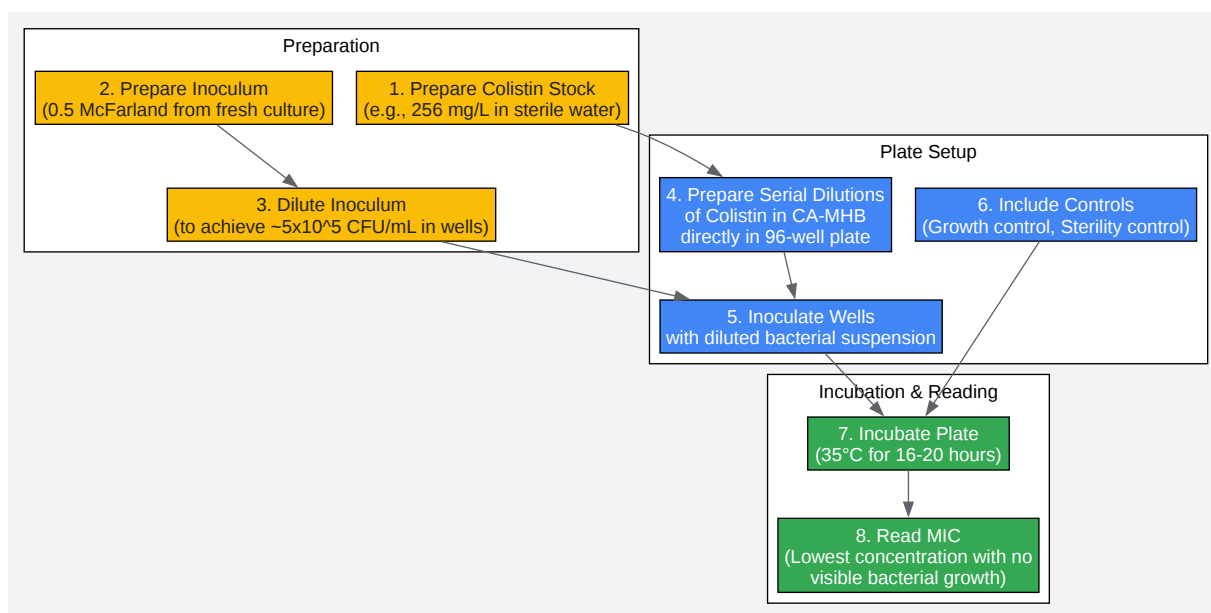 Preparation
2. Prepare Inoculum
(0.5 McFarland from fresh culture)
1. Prepare Colistin Stock
(e.g., 256 mg/L in sterile water)
3. Dilute Inoculum
(to achieve ~5x10^5 CFU/mL in wells)
Plate Setup
4. Prepare Serial Dilutions
of Colistin in CA-MHB
directly in 96-well plate
6. Include Controls
(Growth control, Sterility control)
5. Inoculate Wells
with diluted bacterial suspension
Incubation & Reading
7. Incubate Plate
(35°C for 16-20 hours)
8. Read MIC
(Lowest concentration with no
visible bacterial growth)